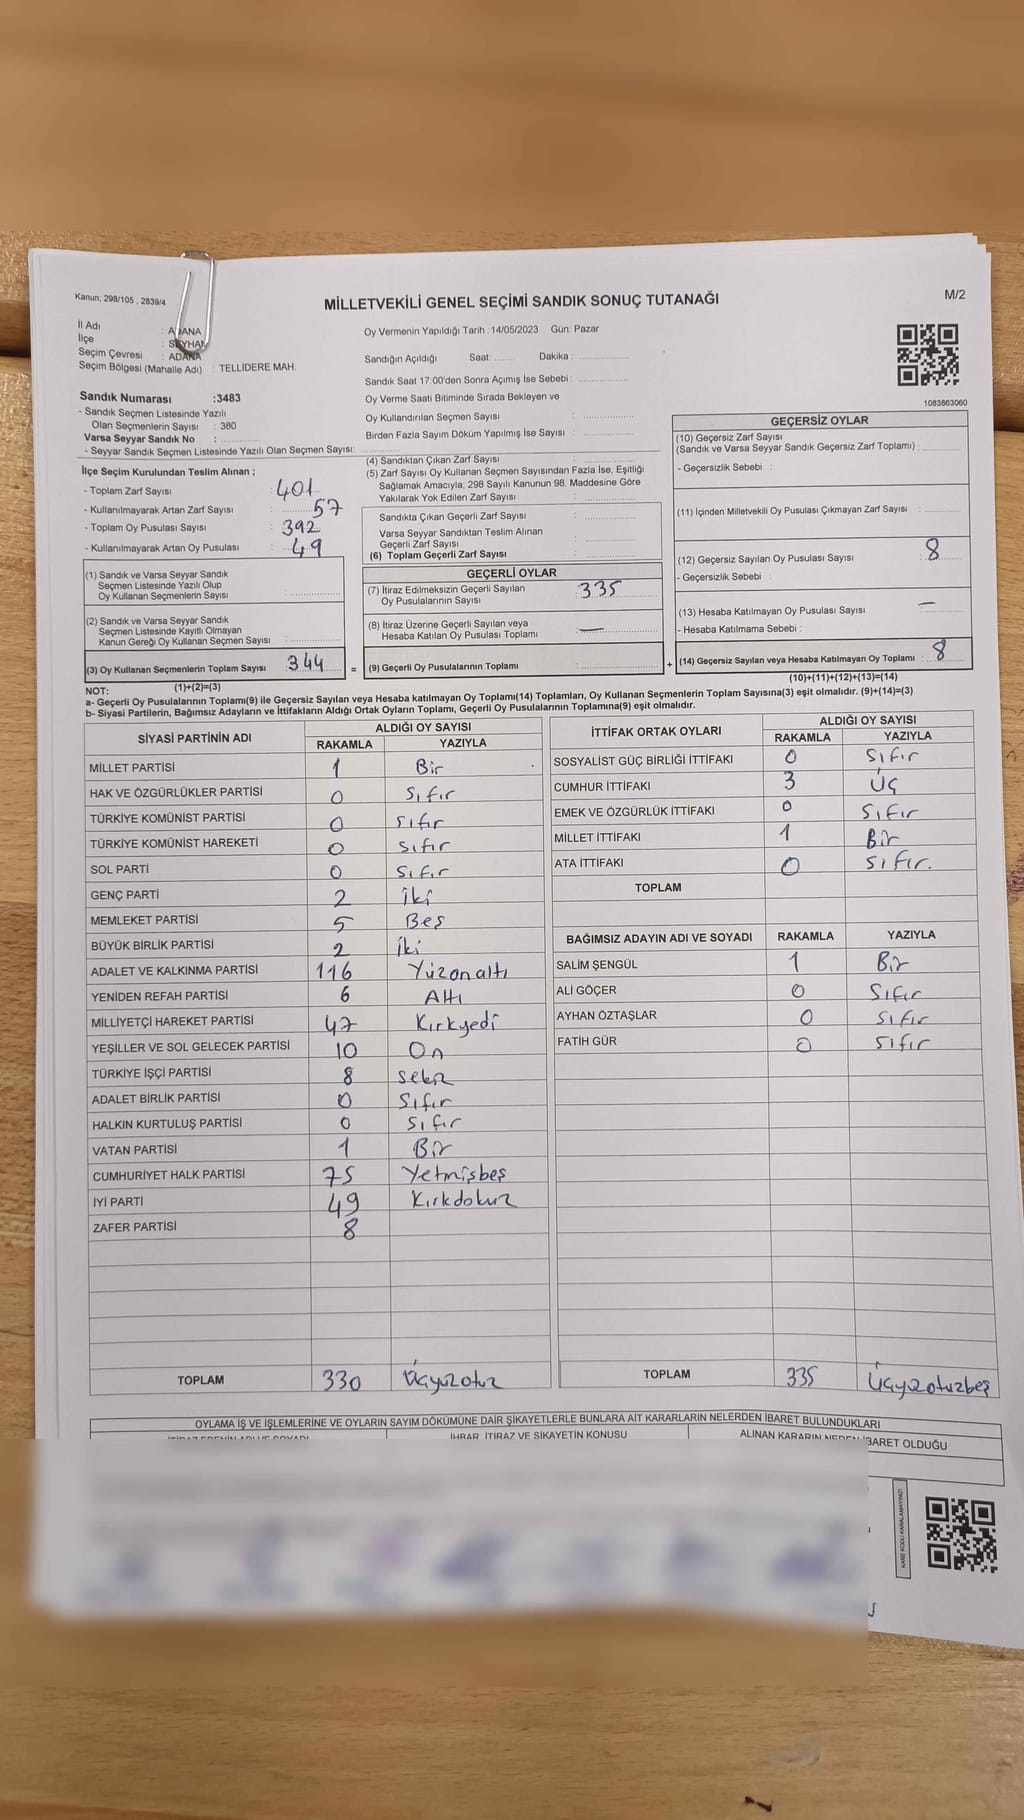 Kanun; 298/105 , 2839/4
MİLLETVEKİLİ GENEL SEÇİMİ SANDIK SONUÇ TUTANAĞI
M/2
İl Adı : ADANA
İlçe : SEYHAN
Seçim Çevresi : ADANA
Seçim Bölgesi (Mahalle Adı) : TELLİDERE MAH.
Oy Vermenin Yapıldığı Tarih :14/05/2023 Gün: Pazar
Sandığın Açıldığı Saat: ........ Dakika : ....................
Sandık Saat 17:00'den Sonra Açımış İse Sebebi : ....................
Oy Verme Saati Bitiminde Sırada Bekleyen ve
Oy Kullandırılan Seçmen Sayısı : ....................
Birden Fazla Sayım Döküm Yapılmış İse Sayısı : ....................
1083863060
Sandık Numarası :3483
- Sandık Seçmen Listesinde Yazılı
Olan Seçmenlerin Sayısı : 380
Varsa Seyyar Sandık No : ................
- Seyyar Sandık Seçmen Listesinde Yazılı Olan Seçmen Sayısı: ................
İlçe Seçim Kurulundan Teslim Alınan ;
- Toplam Zarf Sayısı : 401
- Kullanılmayarak Artan Zarf Sayısı : 57
- Toplam Oy Pusulası Sayısı : 392
- Kullanılmayarak Artan Oy Pusulası : 49
(4) Sandıktan Çıkan Zarf Sayısı : ....................
(5) Zarf Sayısı Oy Kullanan Seçmen Sayısından Fazla İse, Eşitliği
Sağlamak Amacıyla; 298 Sayılı Kanunun 98. Maddesine Göre
Yakılarak Yok Edilen Zarf Sayısı : ....................
Sandıkta Çıkan Geçerli Zarf Sayısı : ....................
Varsa Seyyar Sandıktan Teslim Alınan
Geçerli Zarf Sayısı : ....................
(6) Toplam Geçerli Zarf Sayısı : ....................
GEÇERSİZ OYLAR
(10) Geçersiz Zarf Sayısı
(Sandık ve Varsa Seyyar Sandık Geçersiz Zarf Toplamı) : ............
- Geçersizlik Sebebi :
(11) İçinden Milletvekili Oy Pusulası Çıkmayan Zarf Sayısı : ............
(12) Geçersiz Sayılan Oy Pusulası Sayısı : 8
- Geçersizlik Sebebi :
(13) Hesaba Katılmayan Oy Pusulası Sayısı : —
- Hesaba Katılmama Sebebi :
(14) Geçersiz Sayılan veya Hesaba Katılmayan Oy Toplamı : 8
(10)+(11)+(12)+(13)=(14)
(1) Sandık ve Varsa Seyyar Sandık
Seçmen Listesinde Yazılı Olup
Oy Kullanan Seçmenlerin Sayısı : ................
(2) Sandık ve Varsa Seyyar Sandık
Seçmen Listesinde Kayıtlı Olmayan
Kanun Gereği Oy Kullanan Seçmen Sayısı : ................
(3) Oy Kullanan Seçmenlerin Toplam Sayısı : 344 =
(1)+(2)=(3)
GEÇERLİ OYLAR
(7) İtiraz Edilmeksizin Geçerli Sayılan
Oy Pusulalarının Sayısı : 335
(8) İtiraz Üzerine Geçerli Sayılan veya
Hesaba Katılan Oy Pusulası Toplamı : —
(9) Geçerli Oy Pusulalarının Toplamı : .................... +
NOT:
a- Geçerli Oy Pusulalarının Toplamı(9) ile Geçersiz Sayılan veya Hesaba katılmayan Oy Toplamı(14) Toplamları, Oy Kullanan Seçmenlerin Toplam Sayısına(3) eşit olmalıdır. (9)+(14)=(3)
b- Siyasi Partilerin, Bağımsız Adayların ve İttifakların Aldığı Ortak Oyların Toplamı, Geçerli Oy Pusulalarının Toplamına(9) eşit olmalıdır.
SİYASİ PARTİNİN ADI ALDIĞI OY SAYISI
RAKAMLA YAZIYLA
MİLLET PARTİSİ 1 Bir
HAK VE ÖZGÜRLÜKLER PARTİSİ 0 Sıfır
TÜRKİYE KOMÜNİST PARTİSİ 0 Sıfır
TÜRKİYE KOMÜNİST HAREKETİ 0 Sıfır
SOL PARTİ 0 Sıfır
GENÇ PARTİ 2 İki
MEMLEKET PARTİSİ 5 Beş
BÜYÜK BİRLİK PARTİSİ 2 İki
ADALET VE KALKINMA PARTİSİ 116 Yüzonaltı
YENİDEN REFAH PARTİSİ 6 Altı
MİLLİYETÇİ HAREKET PARTİSİ 47 Kırkyedi
YEŞİLLER VE SOL GELECEK PARTİSİ 10 On
TÜRKİYE İŞÇİ PARTİSİ 8 Sekiz
ADALET BİRLİK PARTİSİ 0 Sıfır
HALKIN KURTULUŞ PARTİSİ 0 Sıfır
VATAN PARTİSİ 1 Bir
CUMHURİYET HALK PARTİSİ 75 Yetmişbeş
İYİ PARTİ 49 Kırkdokuz
ZAFER PARTİSİ 8
TOPLAM 330 Üçyüzotuz
İTTİFAK ORTAK OYLARI ALDIĞI OY SAYISI
RAKAMLA YAZIYLA
SOSYALİST GÜÇ BİRLİĞİ İTTİFAKI 0 Sıfır
CUMHUR İTTİFAKI 3 Üç
EMEK VE ÖZGÜRLÜK İTTİFAKI 0 Sıfır
MİLLET İTTİFAKI 1 Bir
ATA İTTİFAKI 0 Sıfır.
TOPLAM
BAĞIMSIZ ADAYIN ADI VE SOYADI RAKAMLA YAZIYLA
SALİM ŞENGÜL 1 Bir
ALİ GÖÇER 0 Sıfır
AYHAN ÖZTAŞLAR 0 Sıfır
FATİH GÜR 0 Sıfır
TOPLAM 335 Üçyüzotuzbeş
OYLAMA İŞ VE İŞLEMLERİNE VE OYLARIN SAYIM DÖKÜMÜNE DAİR ŞİKAYETLERLE BUNLARA AİT KARARLARIN NELERDEN İBARET BULUNDUKLARI
İHBAR, İTİRAZ VE ŞİKAYETİN KONUSU
ALINAN KARARIN NEDEN İBARET OLDUĞU
KARE KODU KARALAMAYINIZ!